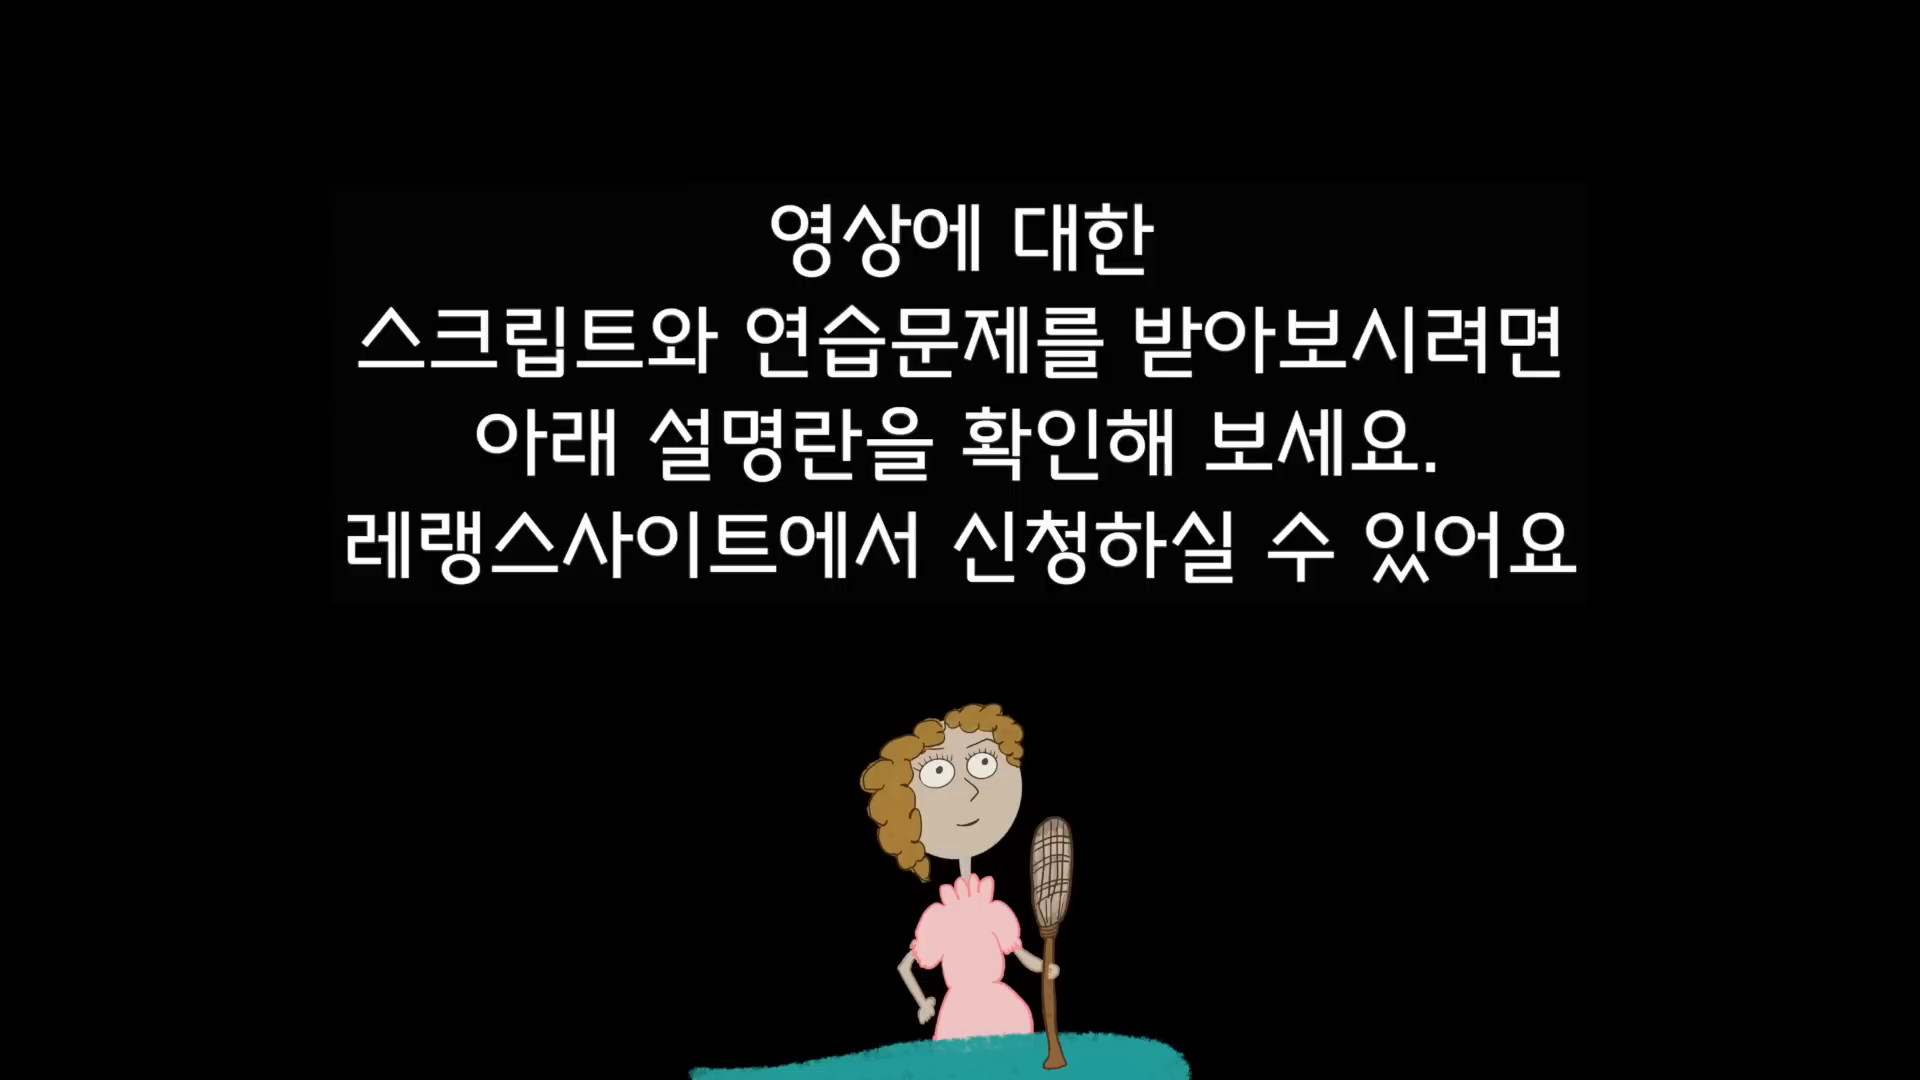 영상에 대한
스크립트와 연습문제를 받아보시려면
아래 설명란을 확인해 보세요.
레랭스사이트에서 신청하실 수 있어요